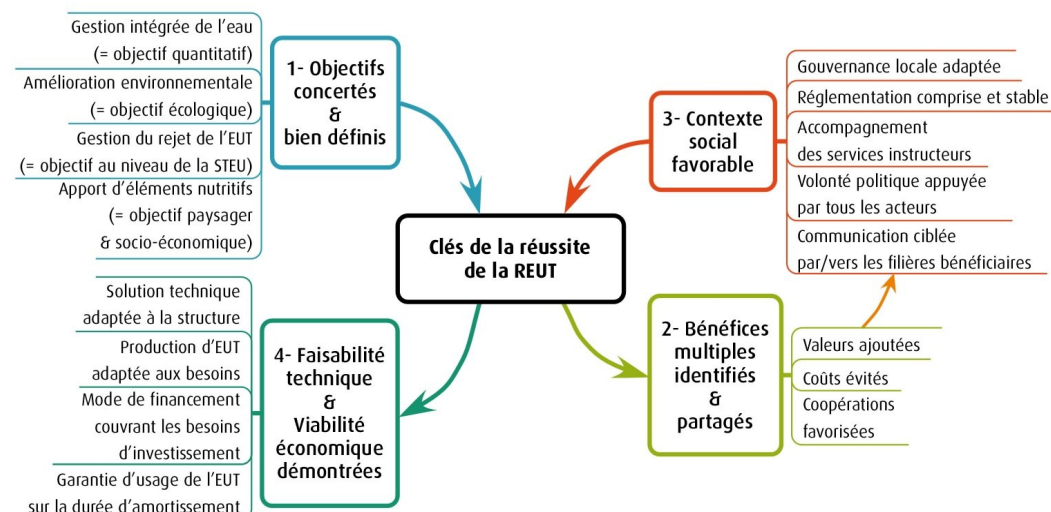 Gestion intégrée de l'eau
(= objectif quantitatif)
Amélioration environnementale
(= objectif écologique)
Gestion du rejet de l'EUT
(= objectif au niveau de la STEU)
Apport d'éléments nutritifs
(= objectif paysager
& socio-économique)
1- Objectifs
concertés
&
bien définis
Clés de la réussite
de la REUT
3- Contexte
social
favorable
Gouvernance locale adaptée
Réglementation comprise et stable
Accompagnement
des services instructeurs
Volonté politique appuyée
par tous les acteurs
Communication ciblée
par/vers les filières bénéficiaires
Solution technique
adaptée à la structure
Production d'EUT
adaptée aux besoins
Mode de financement
couvrant les besoins
d'investissement
Garantie d'usage de l'EUT
sur la durée d'amortissement
4- Faisabilité
technique
&
Viabilité
économique
démontrées
2- Bénéfices
multiples
identifiés
&
partagés
Valeurs ajoutées
Coûts évités
Coopérations
favorisées